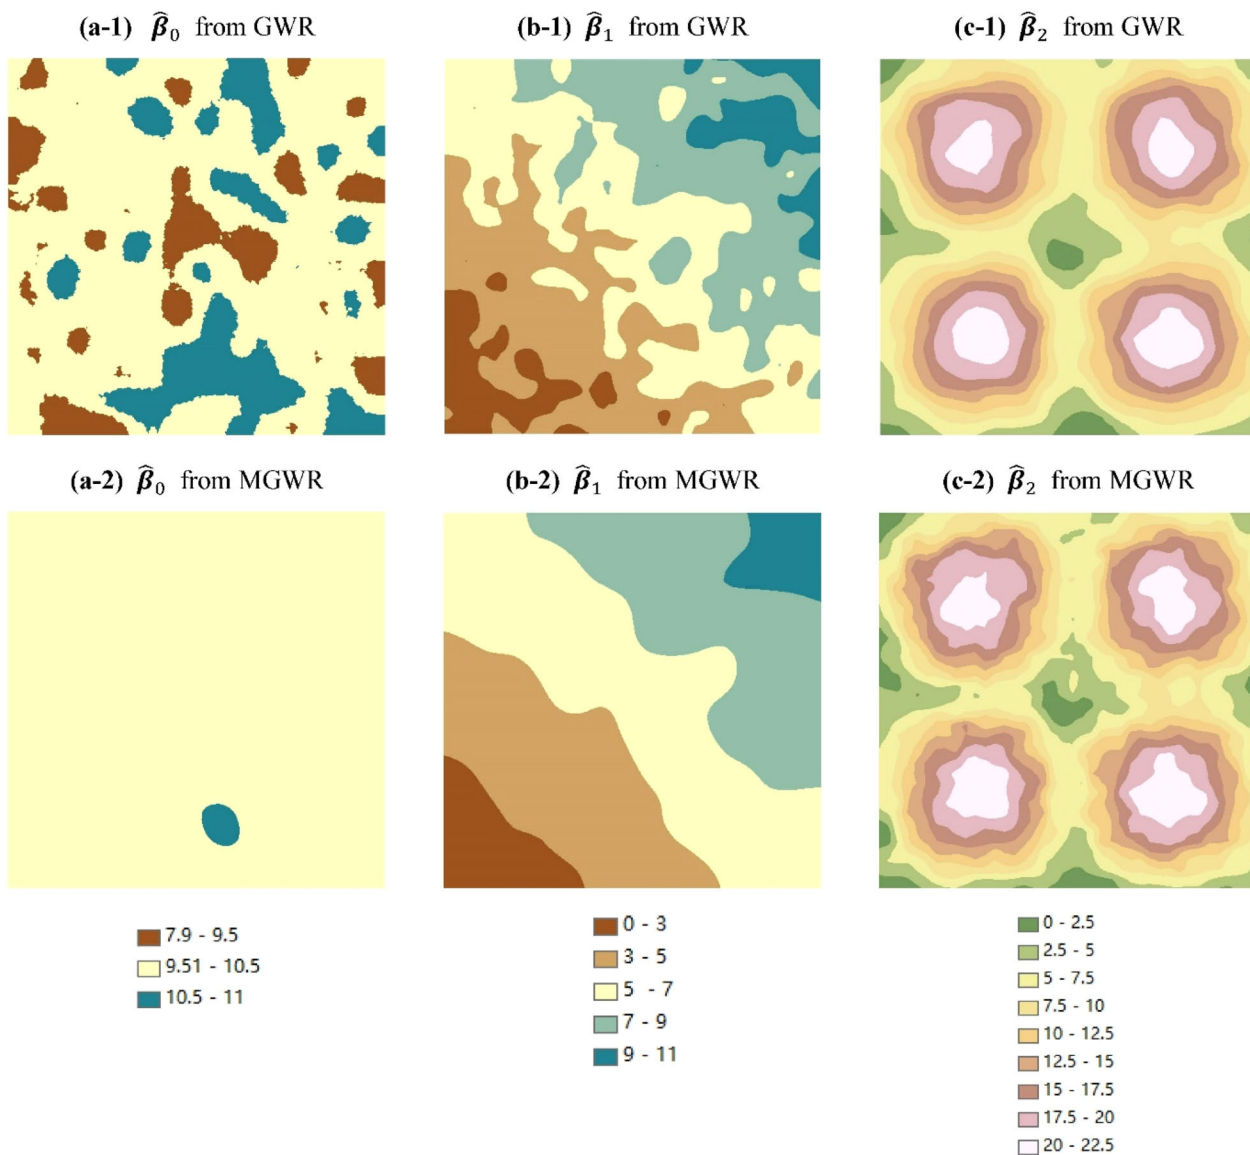 (a-1) β̂₀ from GWR
(b-1) β̂₁ from GWR
(c-1) β̂₂ from GWR
(a-2) β̂₀ from MGWR
(b-2) β̂₁ from MGWR
(c-2) β̂₂ from MGWR
7.9 - 9.5
9.51 - 10.5
10.5 - 11
0 - 3
3 - 5
5 - 7
7 - 9
9 - 11
0 - 2.5
2.5 - 5
5 - 7.5
7.5 - 10
10 - 12.5
12.5 - 15
15 - 17.5
17.5 - 20
20 - 22.5